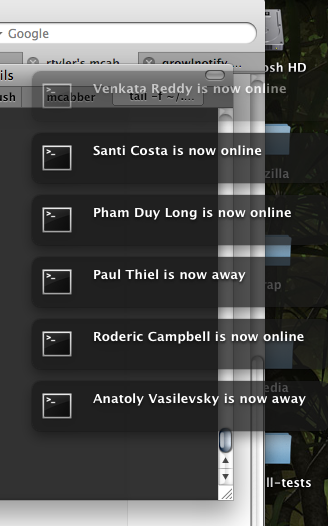 Google
rtyler's mcab
growlnotify ...
osh HD
ils
Venkata Reddy is now online
ush
mcabber
tail -f ~/....
Santi Costa is now online
zilla
Pham Duy Long is now online
Paul Thiel is now away
rap
Roderic Campbell is now online
edia
Anatoly Vasilevsky is now away
ll-tests